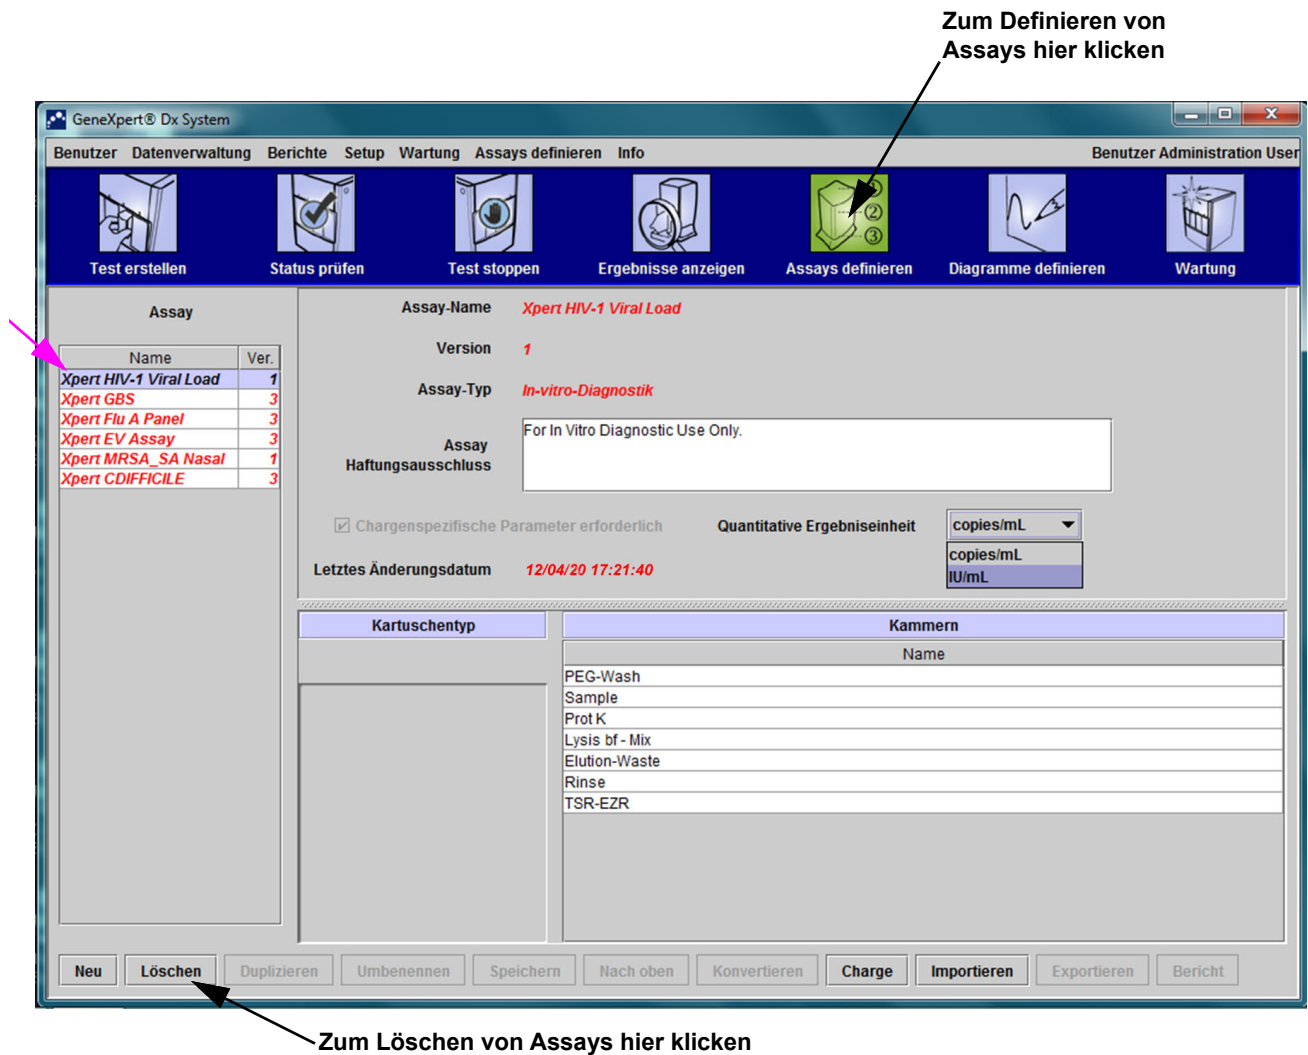 Zum Definieren von
Assays hier klicken
GeneXpert® Dx System
Benutzer Datenverwaltung Berichte Setup Wartung Assays definieren Info Benutzer Administration User
① ② ③
Test erstellen Status prüfen Test stoppen Ergebnisse anzeigen Assays definieren Diagramme definieren Wartung
Assay
Name Ver.
Xpert HIV-1 Viral Load 1
Xpert GBS 3
Xpert Flu A Panel 3
Xpert EV Assay 3
Xpert MRSA_SA Nasal 1
Xpert CDIFFICILE 3
Assay-Name Xpert HIV-1 Viral Load
Version 1
Assay-Typ In-vitro-Diagnostik
Assay
Haftungsausschluss
For In Vitro Diagnostic Use Only.
Chargenspezifische Parameter erforderlich
Quantitative Ergebniseinheit copies/mL
copies/mL
IU/mL
Letztes Änderungsdatum 12/04/20 17:21:40
Kartuschentyp
Kammern
Name
PEG-Wash
Sample
Prot K
Lysis bf - Mix
Elution-Waste
Rinse
TSR-EZR
Neu Löschen Duplizieren Umbenennen Speichern Nach oben Konvertieren Charge Importieren Exportieren Bericht
Zum Löschen von Assays hier klicken